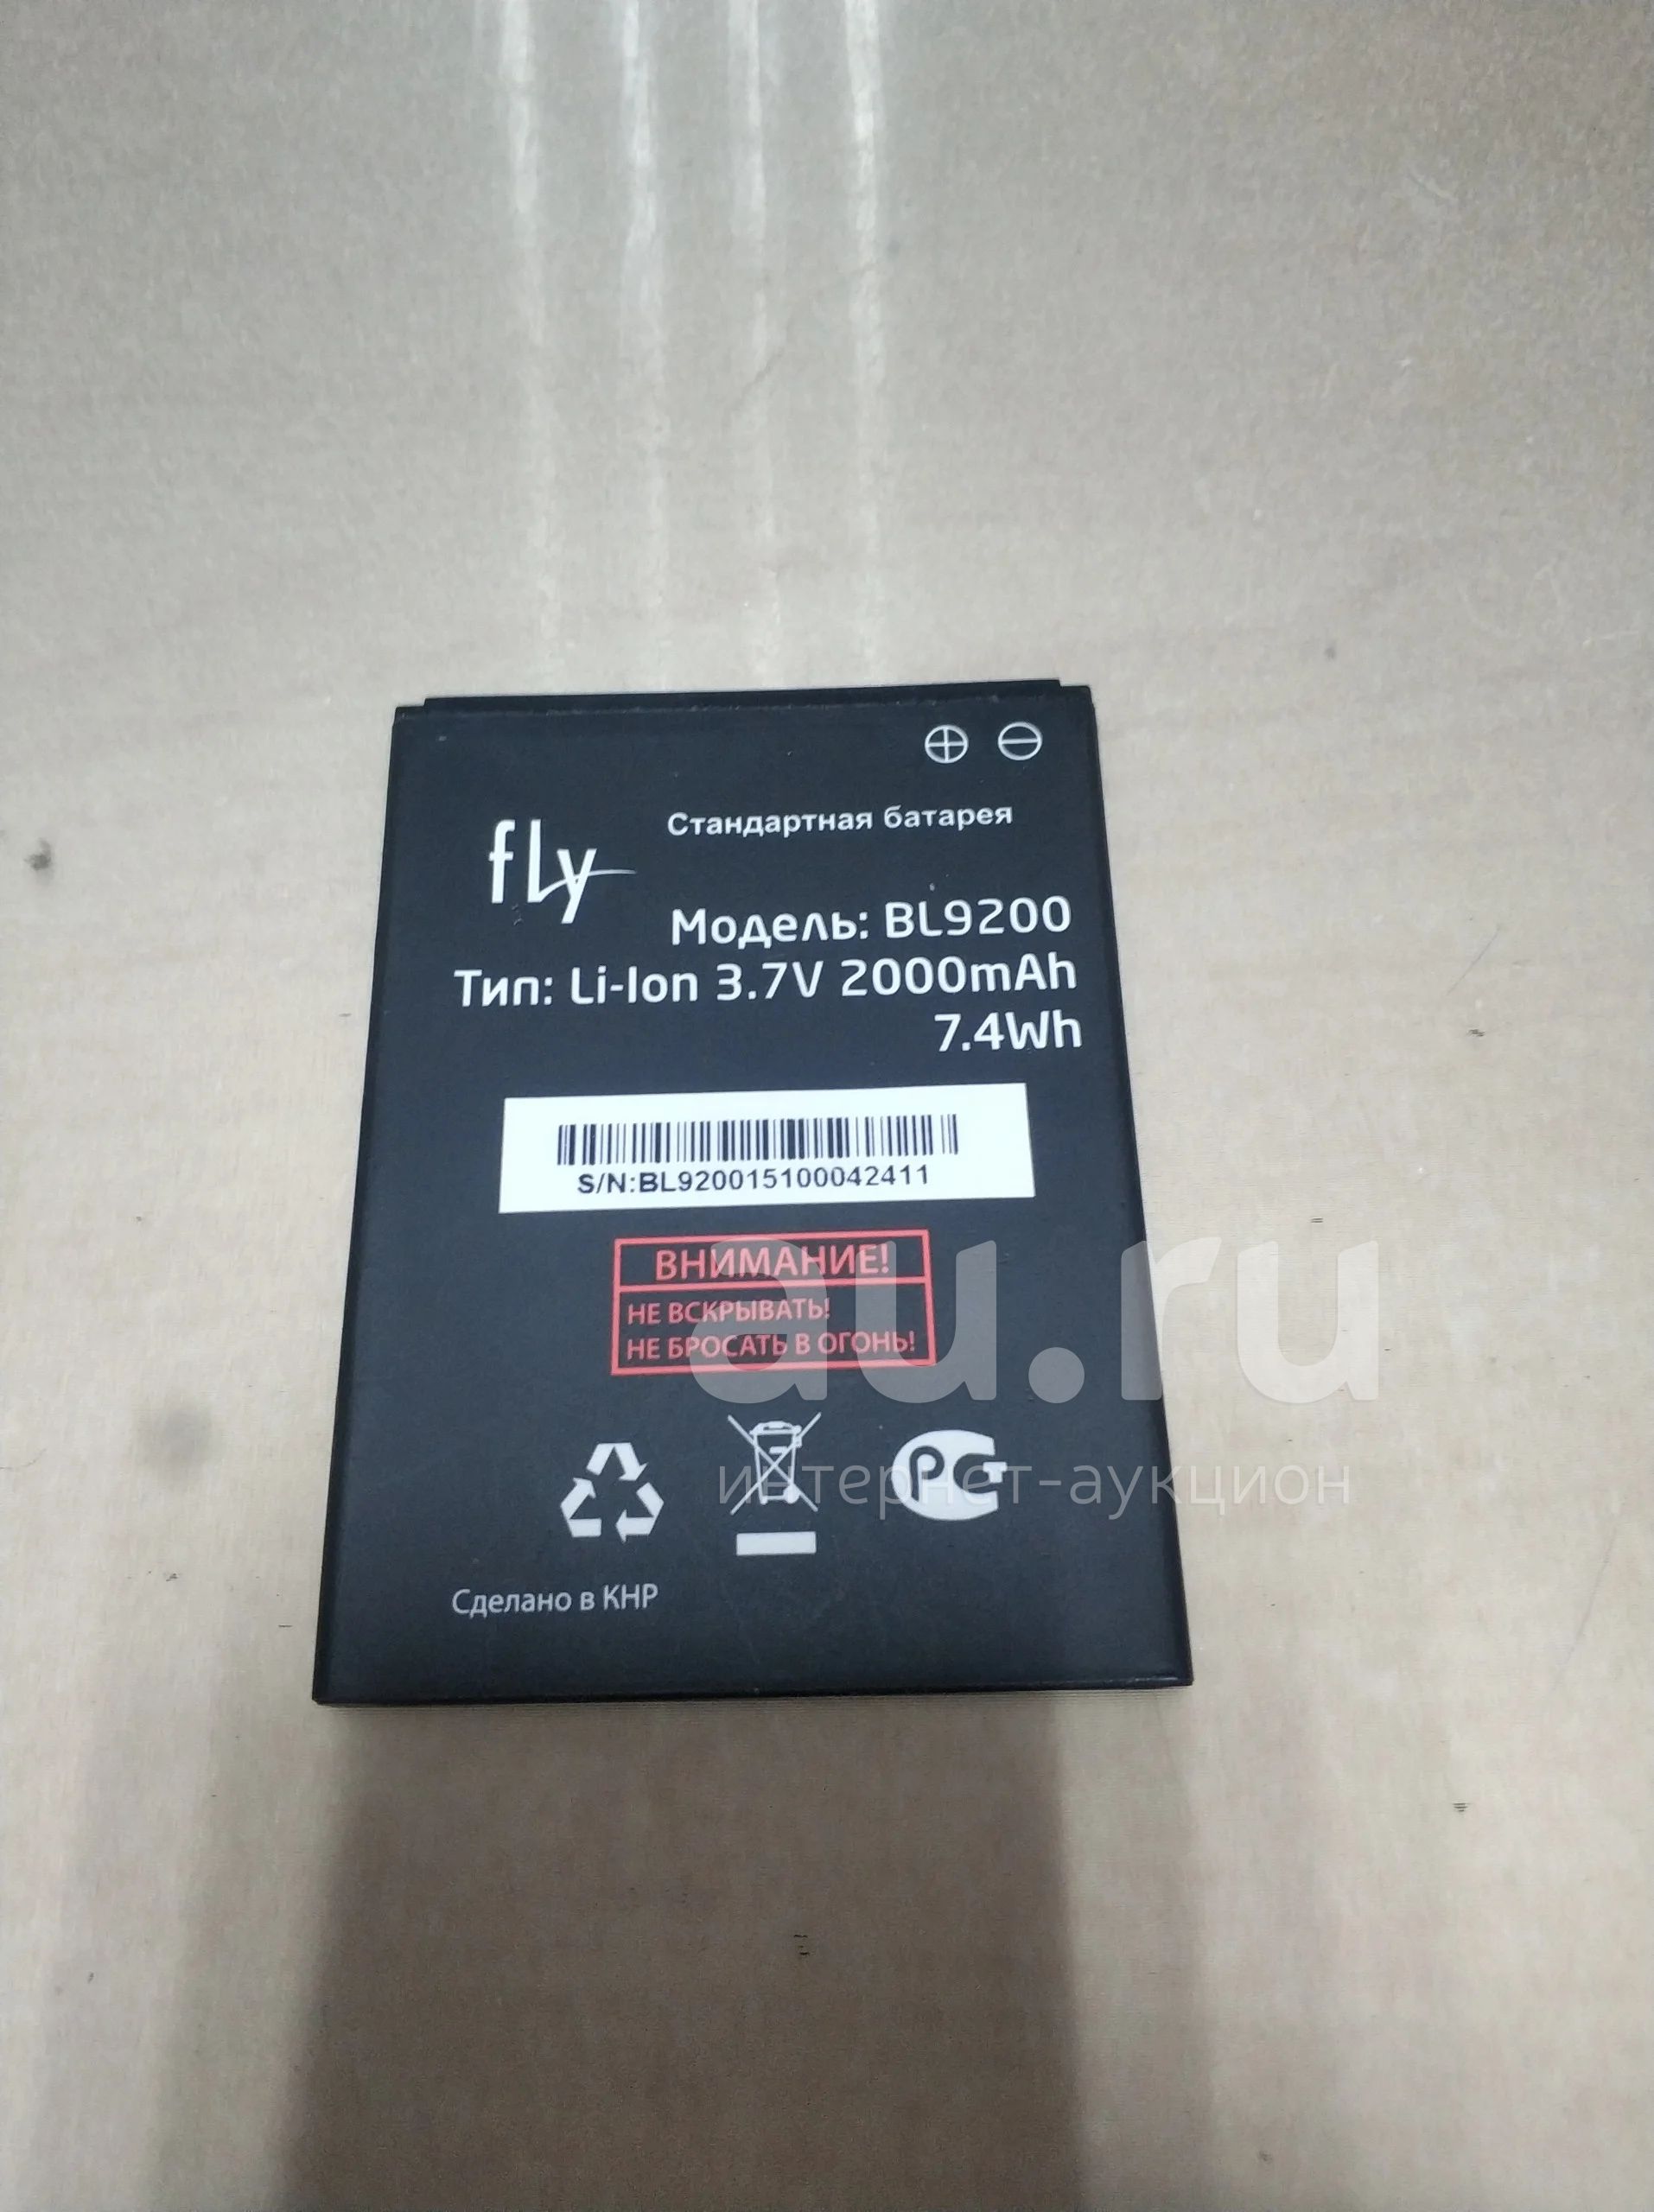 Стандартная батарея
fly
Модель: BL9200
Тип: Li-Ion 3.7V 2000mAh
7.4Wh
S/N:BL920015100042411
ВНИМАНИЕ!
НЕ ВСКРЫВАТЬ!
НЕ БРОСАТЬ В ОГОНЬ!
au.ru
интернет-аукцион
РСТ
Сделано в КНР